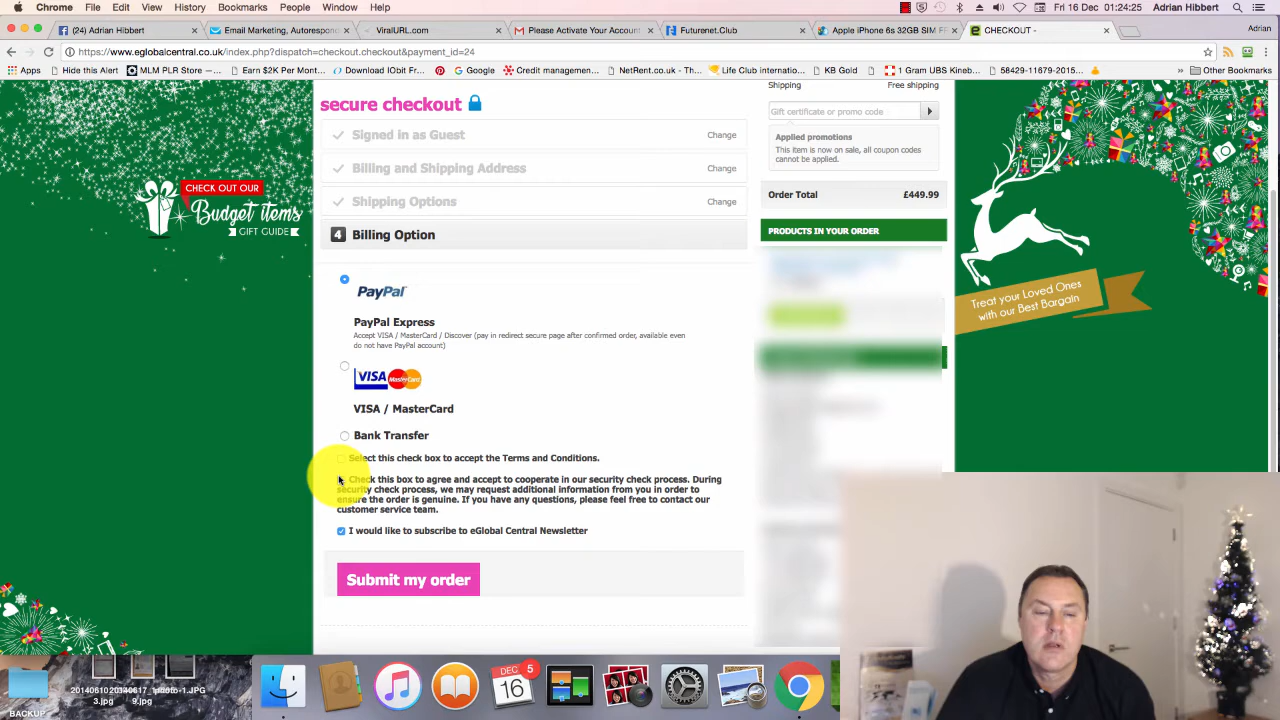 Chrome File Edit View History Bookmarks People Window Help Fri 16 Dec 01:24:25 Adrian Hibbert
(24) Adrian Hibbert Email Marketing, Autorespon ViralURL.com Please Activate Your Account Futurenet.Club Apple iPhone 6s 32GB SIM FR CHECKOUT - Adrian
https://www.eglobalcentral.co.uk/index.php?dispatch=checkout.checkout&payment_id=24
Apps Hide this Alert MLM PLR Store —... Earn $2K Per Mont... Download IObit Fr... Google Credit managemen... NetRent.co.uk - Th... Life Club internatio... KB Gold 1 Gram UBS Kineb... 58429-11679-2015... » Other Bookmarks
secure checkout
Signed in as Guest Change
Billing and Shipping Address Change
Shipping Options Change
4 Billing Option
PayPal
PayPal Express
Accept VISA / MasterCard / Discover (pay in redirect secure page after confirmed order, available even
do not have PayPal account)
VISA MasterCard
VISA / MasterCard
Bank Transfer
Select this check box to accept the Terms and Conditions.
Check this box to agree and accept to cooperate in our security check process. During
security check process, we may request additional information from you in order to
ensure the order is genuine. If you have any questions, please feel free to contact our
customer service team.
I would like to subscribe to eGlobal Central Newsletter
Submit my order
Shipping Free shipping
Gift certificate or promo code
Applied promotions
This item is now on sale, all coupon codes
cannot be applied.
Order Total £449.99
PRODUCTS IN YOUR ORDER
CHECK OUT OUR
Budget items
GIFT GUIDE
Treat your Loved Ones
with our Best Bargain
DEC 5
16
BACKUP